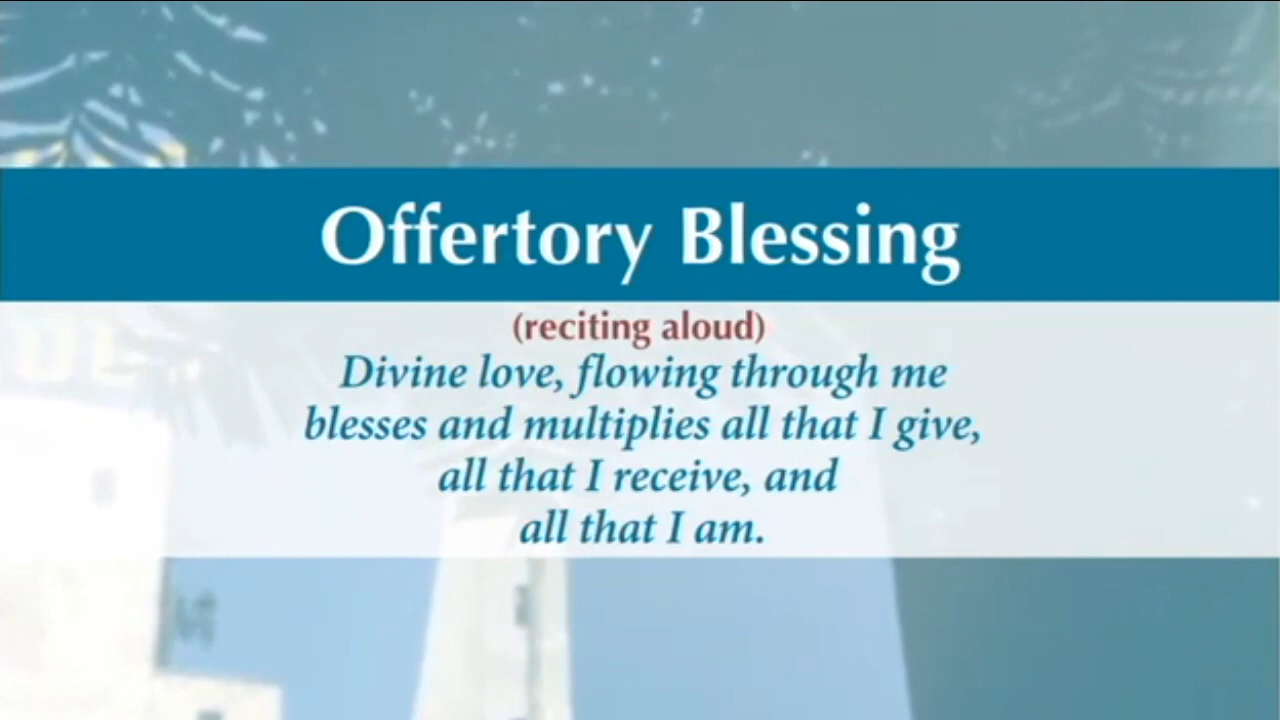 Offertory Blessing
(reciting aloud)
Divine love, flowing through me
blesses and multiplies all that I give,
all that I receive, and
all that I am.